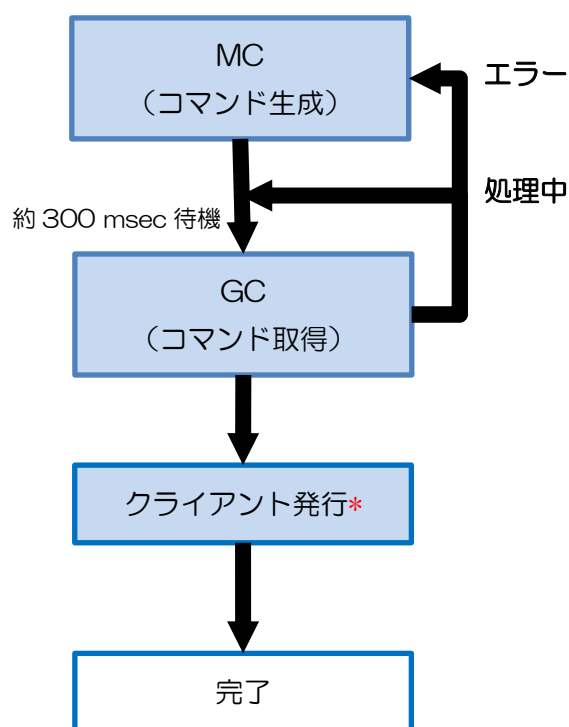 MC
（コマンド生成）
エラー
処理中
約 300 msec 待機
GC
（コマンド取得）
クライアント発行*
完了